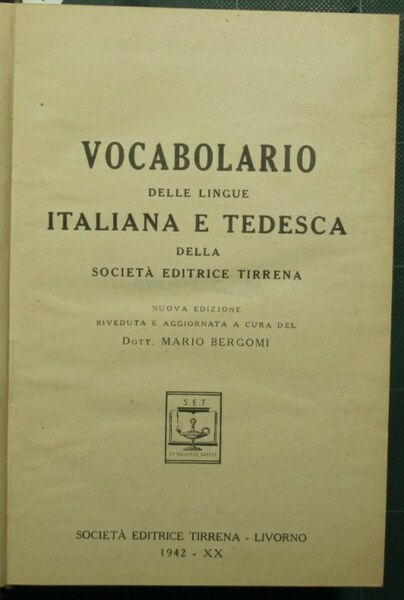 VOCABOLARIO
DELLE LINGUE
ITALIANA E TEDESCA
DELLA
SOCIETÀ EDITRICE TIRRENA
NUOVA EDIZIONE
RIVEDUTA E AGGIORNATA A CURA DEL
DOTT. MARIO BERGOMI
S.E.T
SOCIETÀ EDITRICE TIRRENA - LIVORNO
1942 - XX